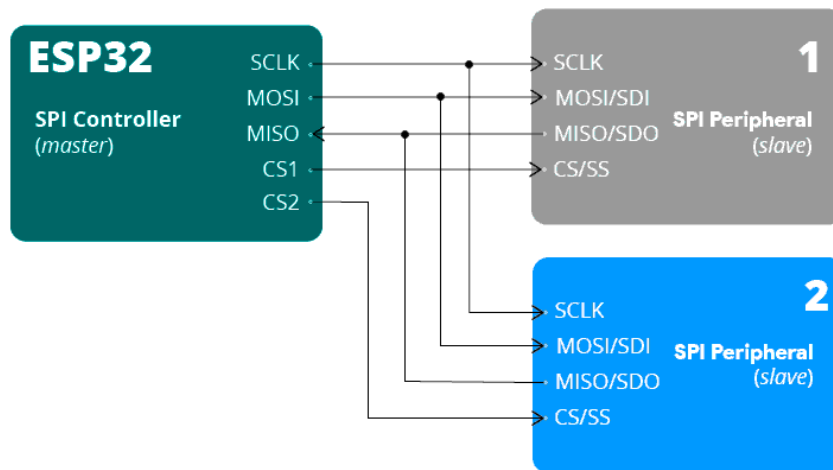 ESP32
SPI Controller
(master)
SCLK
MOSI
MISO
CS1
CS2
1
SCLK
MOSI/SDI
MISO/SDO
CS/SS
SPI Peripheral
(slave)
2
SCLK
MOSI/SDI
MISO/SDO
CS/SS
SPI Peripheral
(slave)